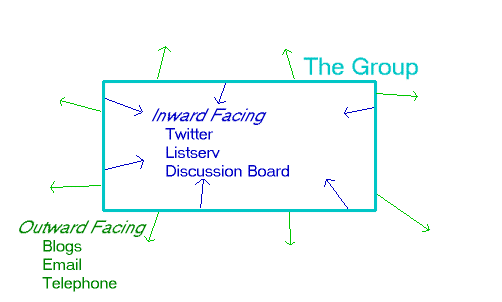 The Group
Inward Facing
Twitter
Listserv
Discussion Board
Outward Facing
Blogs
Email
Telephone